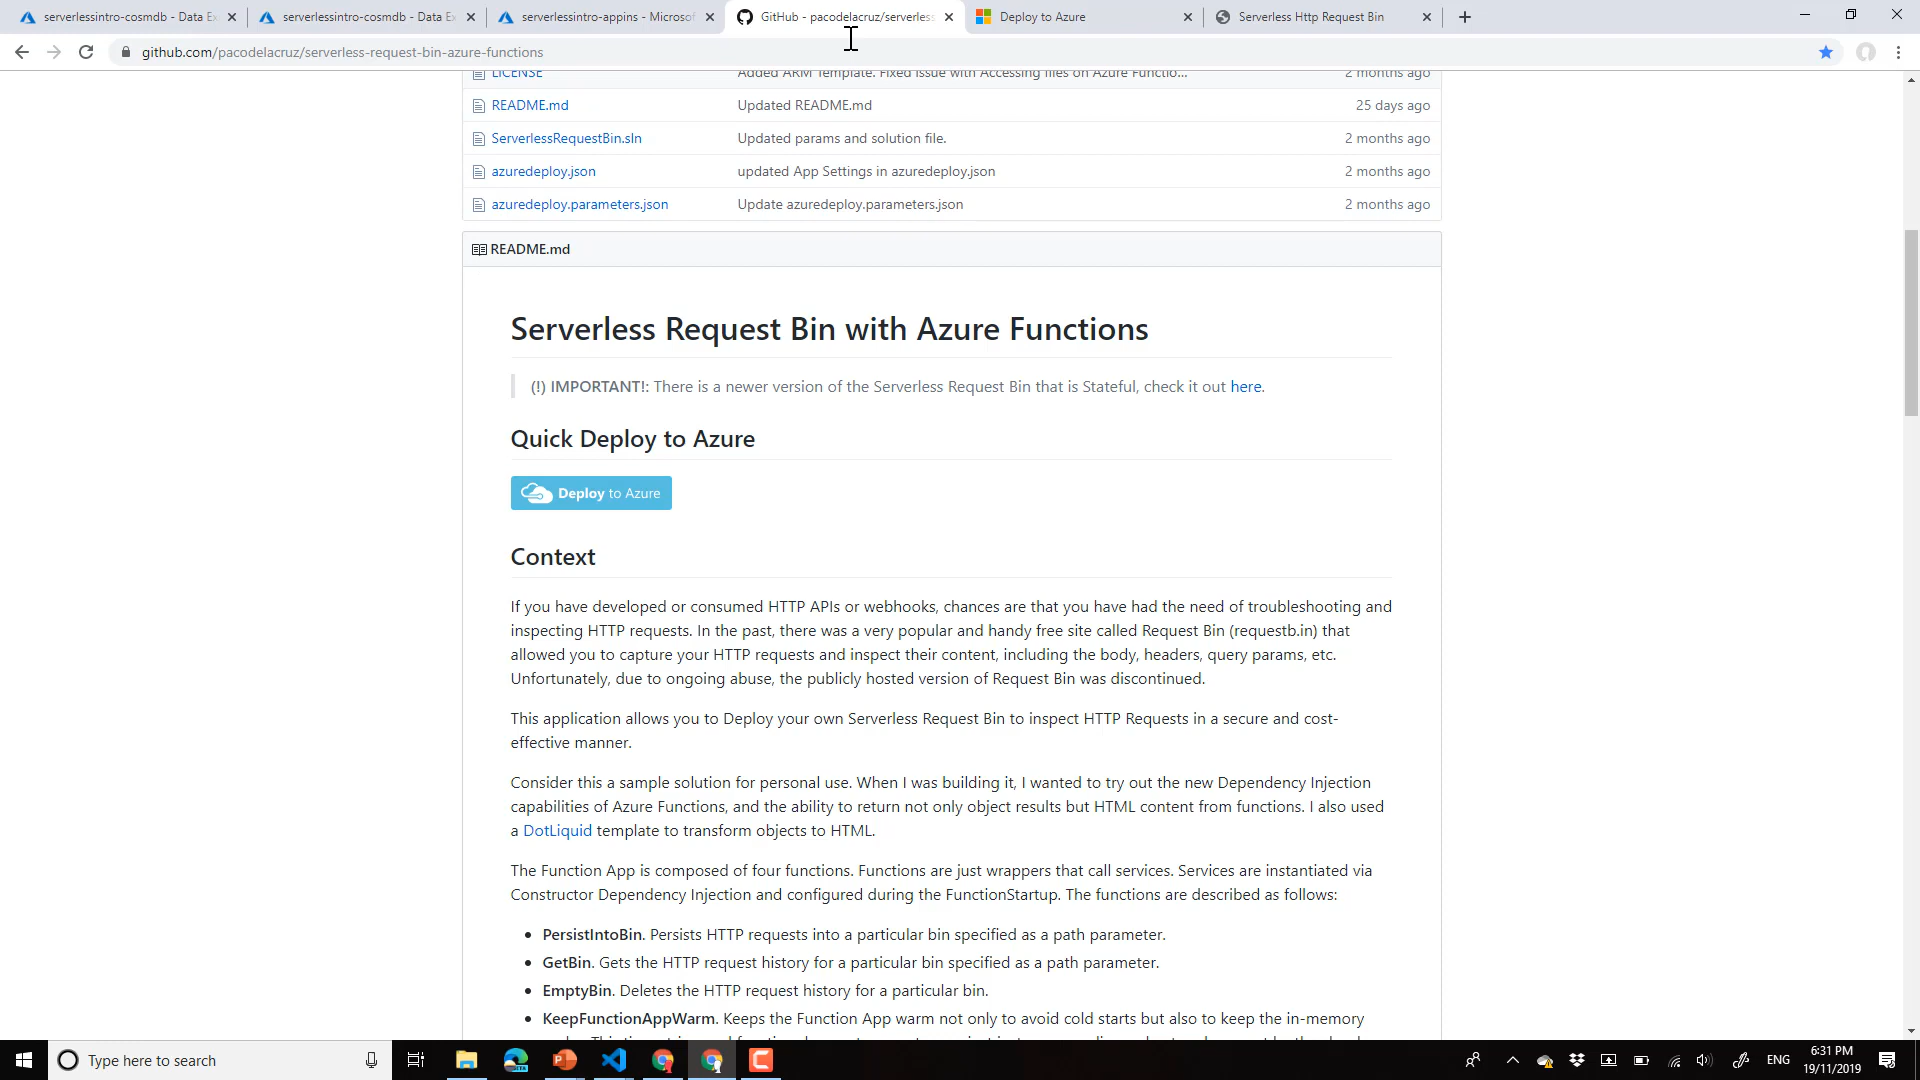 serverlessintro-cosmdb - Data Ex
serverlessintro-cosmdb - Data Ex
serverlessintro-appins - Microsof
GitHub - pacodelacruz/serverless
Deploy to Azure
Serverless Http Request Bin
github.com/pacodelacruz/serverless-request-bin-azure-functions
LICENSE Added ARM Template. Fixed issue with Accessing files on Azure Functio... 2 months ago
README.md Updated README.md 25 days ago
ServerlessRequestBin.sln Updated params and solution file. 2 months ago
azuredeploy.json updated App Settings in azuredeploy.json 2 months ago
azuredeploy.parameters.json Update azuredeploy.parameters.json 2 months ago
README.md
Serverless Request Bin with Azure Functions
(!) IMPORTANT!: There is a newer version of the Serverless Request Bin that is Stateful, check it out here.
Quick Deploy to Azure
Deploy to Azure
Context
If you have developed or consumed HTTP APIs or webhooks, chances are that you have had the need of troubleshooting and
inspecting HTTP requests. In the past, there was a very popular and handy free site called Request Bin (requestb.in) that
allowed you to capture your HTTP requests and inspect their content, including the body, headers, query params, etc.
Unfortunately, due to ongoing abuse, the publicly hosted version of Request Bin was discontinued.
This application allows you to Deploy your own Serverless Request Bin to inspect HTTP Requests in a secure and cost-
effective manner.
Consider this a sample solution for personal use. When I was building it, I wanted to try out the new Dependency Injection
capabilities of Azure Functions, and the ability to return not only object results but HTML content from functions. I also used
a DotLiquid template to transform objects to HTML.
The Function App is composed of four functions. Functions are just wrappers that call services. Services are instantiated via
Constructor Dependency Injection and configured during the FunctionStartup. The functions are described as follows:
• PersistIntoBin. Persists HTTP requests into a particular bin specified as a path parameter.
• GetBin. Gets the HTTP request history for a particular bin specified as a path parameter.
• EmptyBin. Deletes the HTTP request history for a particular bin.
• KeepFunctionAppWarm. Keeps the Function App warm not only to avoid cold starts but also to keep the in-memory
Type here to search
ENG
6:31 PM
19/11/2019